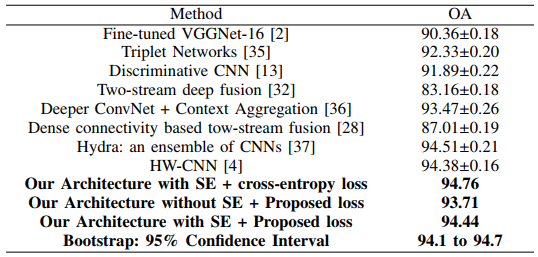 Method OA
Fine-tuned VGGNet-16 [2] 90.36±0.18
Triplet Networks [35] 92.33±0.20
Discriminative CNN [13] 91.89±0.22
Two-stream deep fusion [32] 83.16±0.18
Deeper ConvNet + Context Aggregation [36] 93.47±0.26
Dense connectivity based tow-stream fusion [28] 87.01±0.19
Hydra: an ensemble of CNNs [37] 94.51±0.21
HW-CNN [4] 94.38±0.16
Our Architecture with SE + cross-entropy loss 94.76
Our Architecture without SE + Proposed loss 93.71
Our Architecture with SE + Proposed loss 94.44
Bootstrap: 95% Confidence Interval 94.1 to 94.7